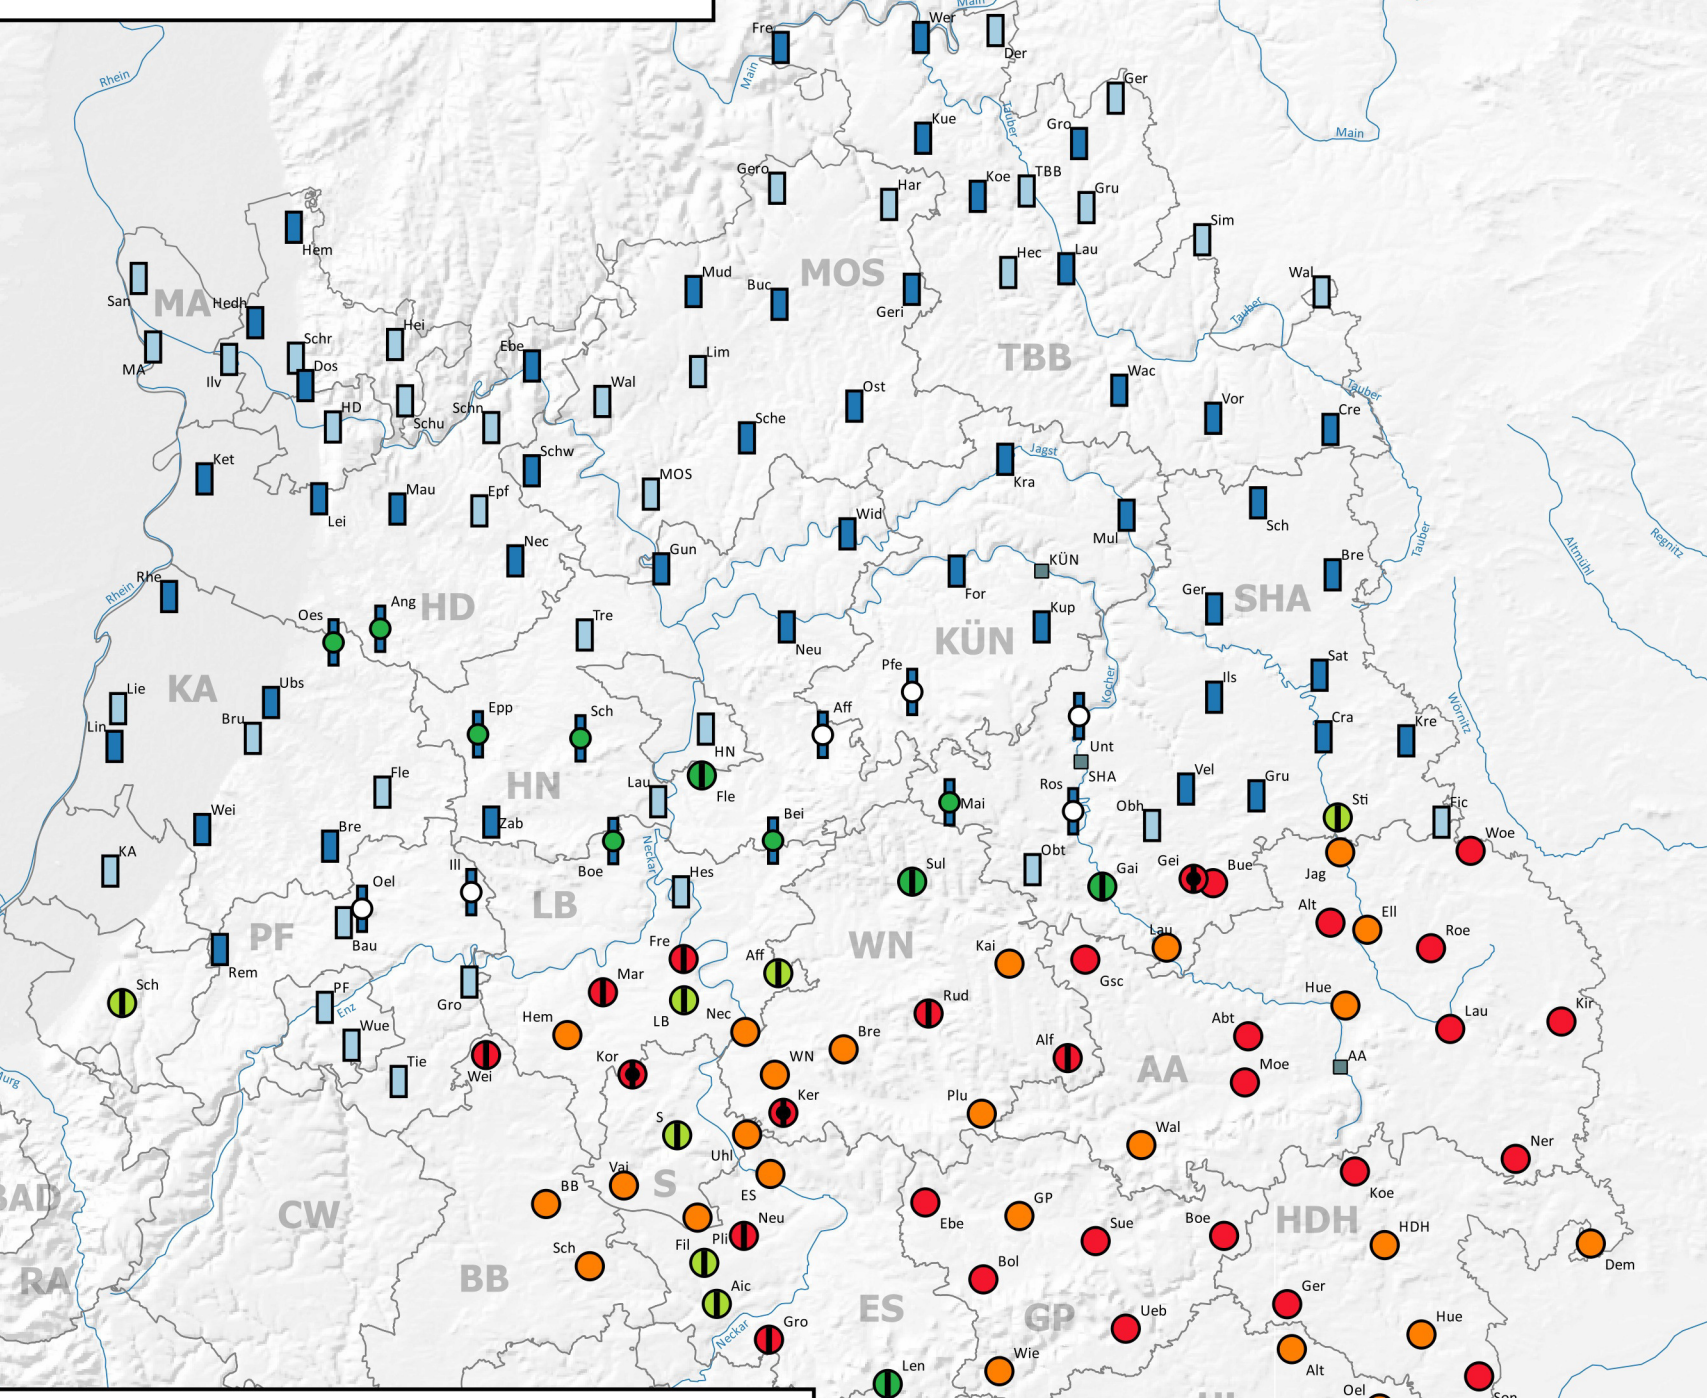 Main
Fre
Wer
Der
Rhein
Main
Ger
Tauber
Kue
Gro
Main
Gero
Har
Koe
TBB
Gru
Sim
Hem
Mud
MOS
Hec
Lau
Wal
San
MA
Hedh
Buc
Geri
Tauber
Hei
Schr
Ebe
Lim
TBB
MA
Ilv
Dos
Wac
HD
Schu
Schn
Wal
Ost
Vor
Tauber
Cre
Sche
Ket
Schw
Jagst
Kra
MOS
Lei
Mau
Epf
Wid
Mul
Sch
Tauber
Regnitz
Altmühl
Nec
Gun
KÜN
Bre
Rhe
Rhein
For
Ger
SHA
Oes
Ang
HD
Tre
Neu
KÜN
Kup
Sat
Pfe
KA
Lie
Ubs
Kocher
Ils
Wörnitz
Lin
Bru
Epp
Sch
HN
Aff
Unt
Cra
Kre
Fle
HN
Lau
Fle
SHA
Ros
Vel
Gru
Mai
Obh
Sti
Fic
Wei
Bre
Zab
Bei
Woe
KA
Neckar
Boe
Ill
Hes
Sul
Obt
Gai
Gei
Bue
Jag
Oel
Bau
LB
PF
Alt
Ell
Roe
Rem
Fre
Aff
WN
Kai
Lau
Gsc
Sch
PF
Enz
Gro
Mar
LB
Nec
Rud
Hue
Lau
Kir
Wue
Hem
Bre
Alf
Abt
Tie
Wei
Kor
WN
AA
Moe
AA
Ker
Plu
S
Uhl
Wal
Ner
BAD
CW
BB
Vai
S
ES
Ebe
GP
Koe
Boe
HDH
HDH
Sch
Pli
Neu
Sue
Dem
RA
BB
Fil
Bol
Aic
ES
GP
Ger
Ueb
Hue
Neckar
Gro
Len
Wie
Alt
Oel